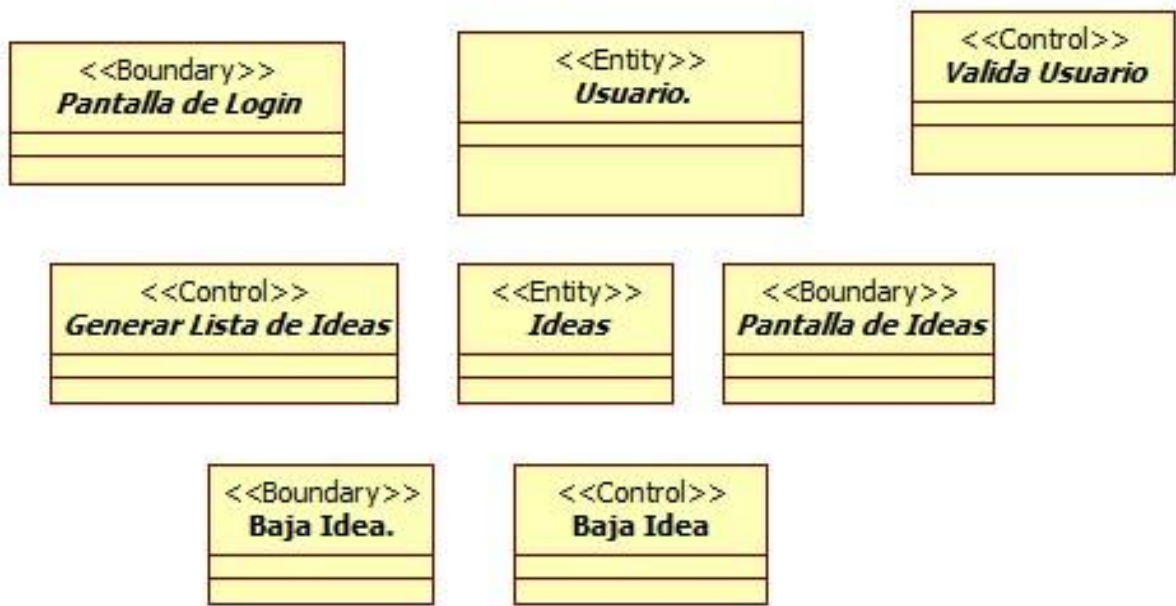 <<Boundary>>
Pantalla de Login
<<Entity>>
Usuario.
<<Control>>
Valida Usuario
<<Control>>
Generar Lista de Ideas
<<Entity>>
Ideas
<<Boundary>>
Pantalla de Ideas
<<Boundary>>
Baja Idea.
<<Control>>
Baja Idea